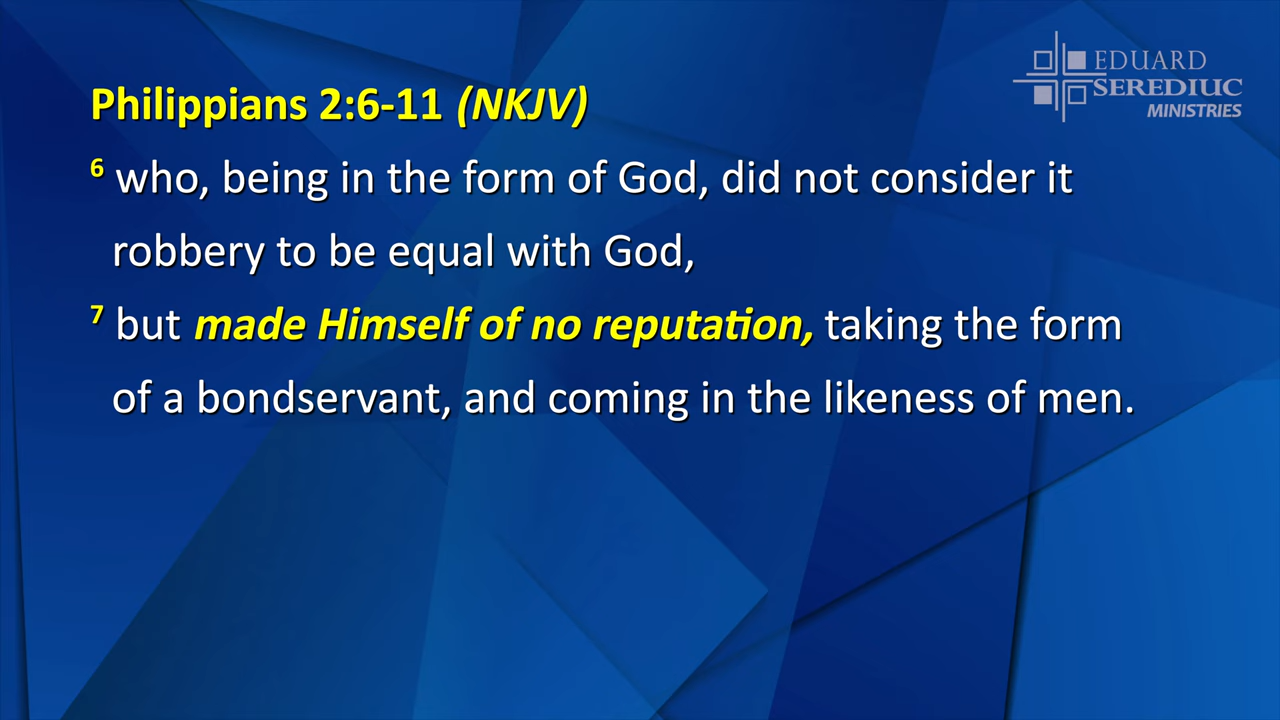 EDUARD
SEREDIUC
MINISTRIES
Philippians 2:6-11 (NKJV)
6 who, being in the form of God, did not consider it
robbery to be equal with God,
7 but made Himself of no reputation, taking the form
of a bondservant, and coming in the likeness of men.